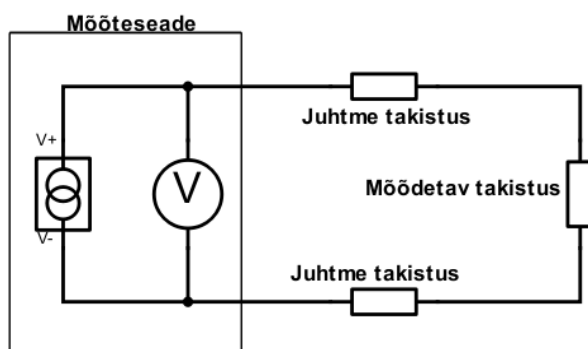 Mõõteseade
Juhtme takistus
V+
V
Mõõdetav takistus
V-
Juhtme takistus